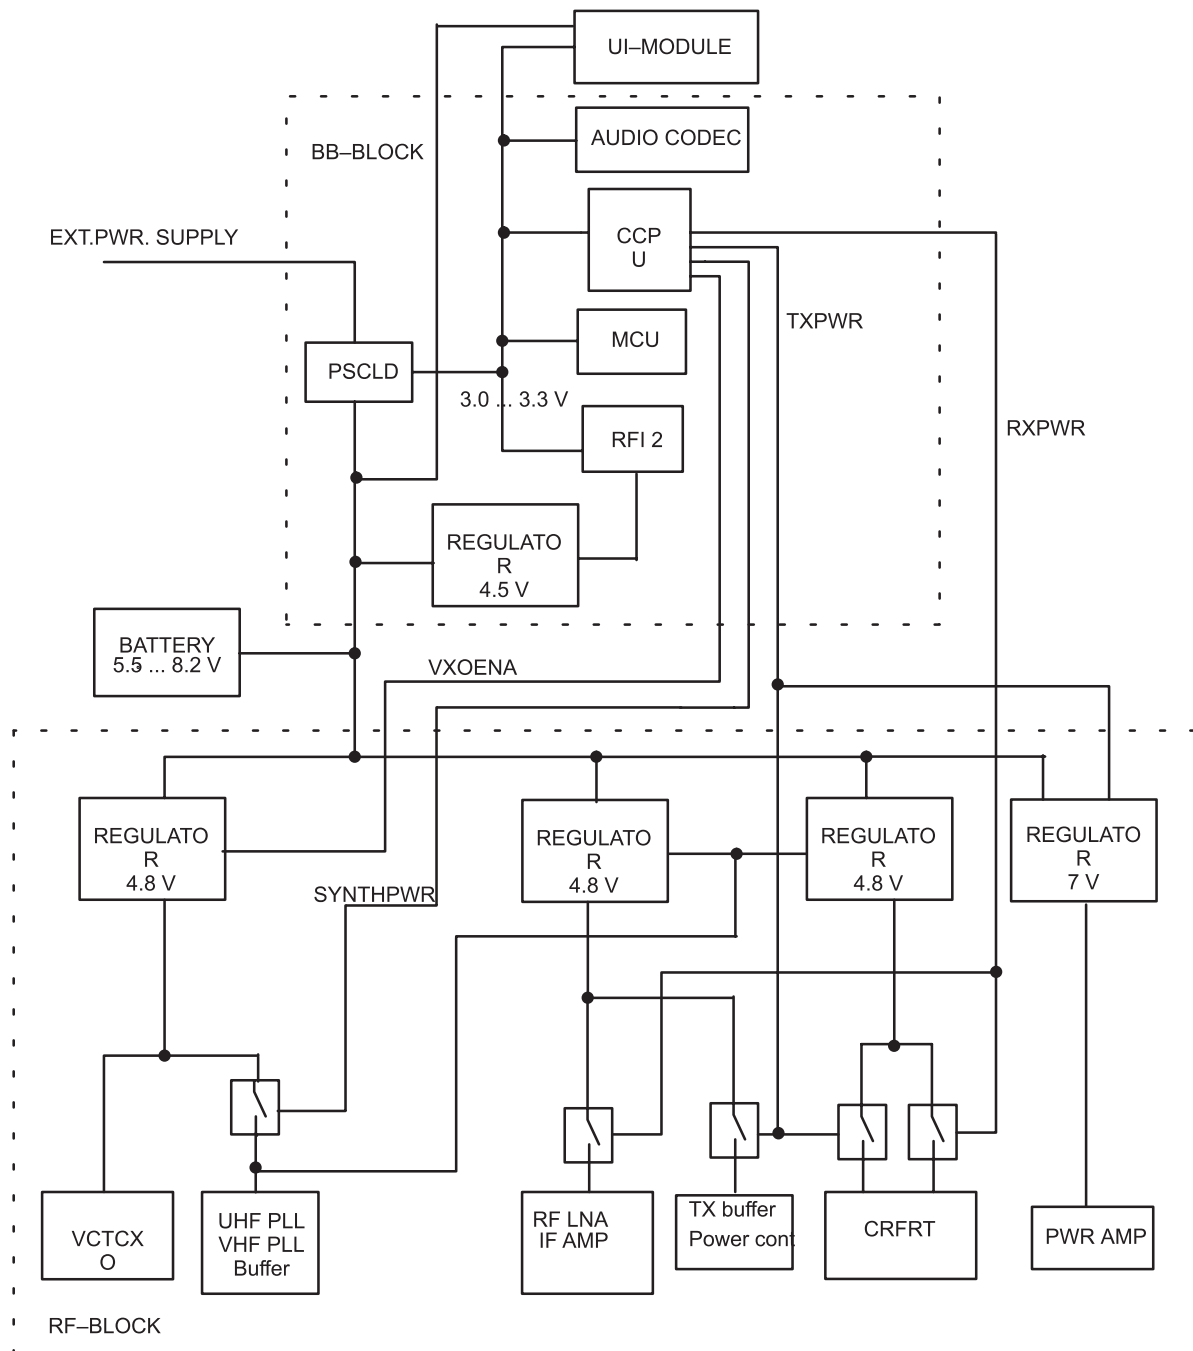 UI–MODULE
AUDIO CODEC
BB–BLOCK
EXT.PWR. SUPPLY
CCP
U
TXPWR
MCU
PSCLD
3.0 ... 3.3 V
RXPWR
RFI 2
REGULATO
R
4.5 V
BATTERY
5.5 ... 8.2 V
VXOENA
REGULATO
R
4.8 V
REGULATO
R
4.8 V
REGULATO
R
4.8 V
REGULATO
R
7 V
SYNTHPWR
VCTCX
O
UHF PLL
VHF PLL
Buffer
RF LNA
IF AMP
TX buffer
Power cont
CRFRT
PWR AMP
RF–BLOCK